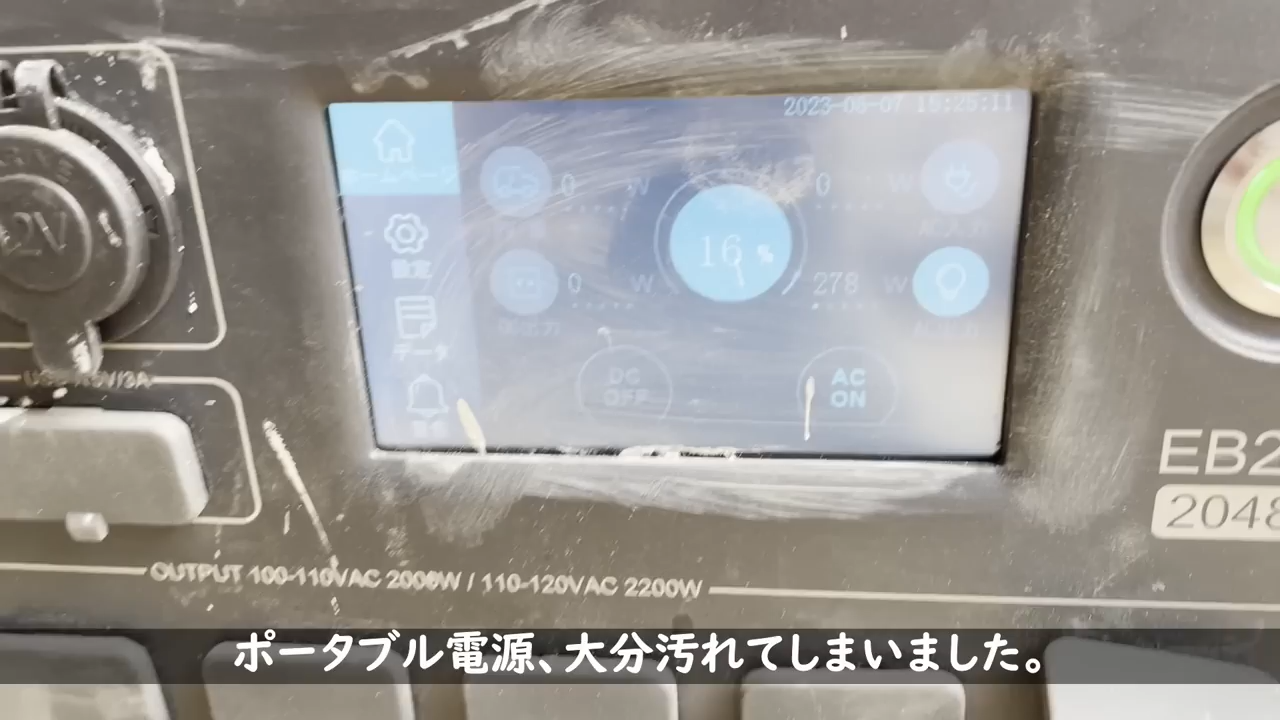 2023-06-07 15:25:11
ホームページ
0 W
0 W
16 %
設定
0 W
278 W
データ
DC
OFF
AC
ON
EB2
2048
OUTPUT 100-110VAC 2000W / 110-120VAC 2200W
ポータブル電源、大分汚れてしまいました。